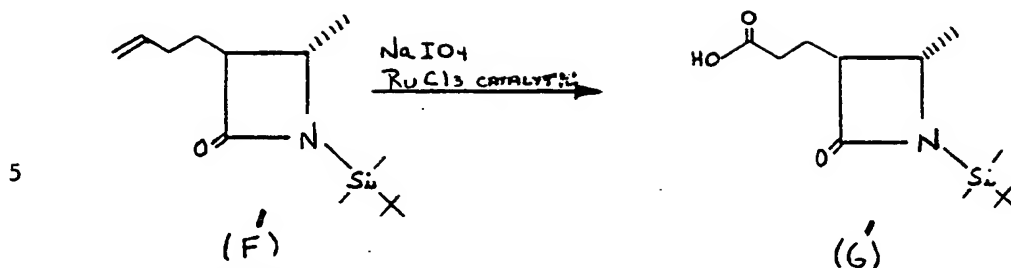 NaIO4
RuCl3 CATALYTIC
HO
O
O
N
Si
O
N
Si
5
(F')
(G')